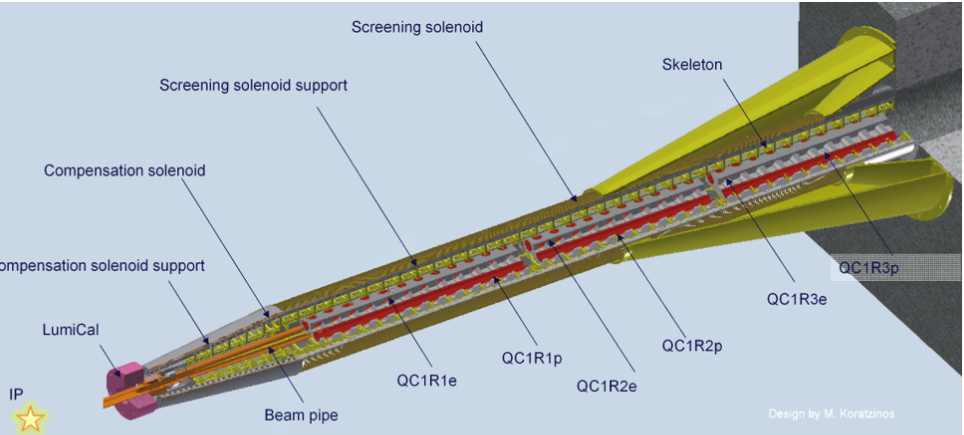 Screening solenoid
Skeleton
Screening solenoid support
Compensation solenoid
ompensation solenoid support
QC1R3p
QC1R3e
LumiCal
QC1R2p
QC1R1p
QC1R1e
QC1R2e
IP
Beam pipe
Design by M. Koratzinos